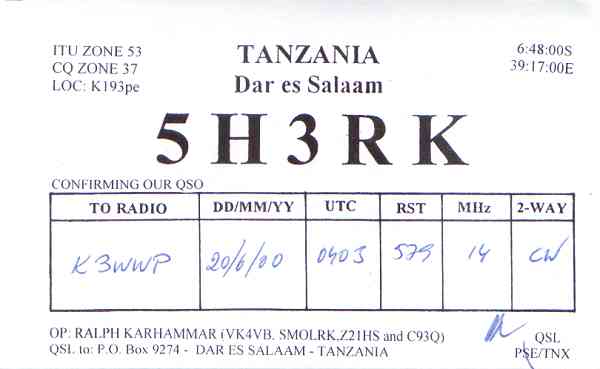 ITU ZONE 53
CQ ZONE 37
LOC: K193pe
TANZANIA
Dar es Salaam
6:48:00S
39:17:00E
5H3RK
CONFIRMING OUR QSO
TO RADIO DD/MM/YY UTC RST MHz 2-WAY
K3WWP 20/6/00 0403 579 14 CW
OP: RALPH KARHAMMAR (VK4VB, SMOLRK,Z21HS and C93Q)
QSL to: P.O. Box 9274 - DAR ES SALAAM - TANZANIA
QSL
PSE/TNX